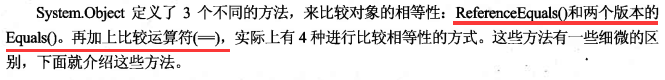 System.Object 定义了 3 个不同的方法，来比较对象的相等性：ReferenceEquals()和两个版本的
Equals()。再加上比较运算符(==)，实际上有 4 种进行比较相等性的方式。这些方法有一些细微的区
别，下面就介绍这些方法。